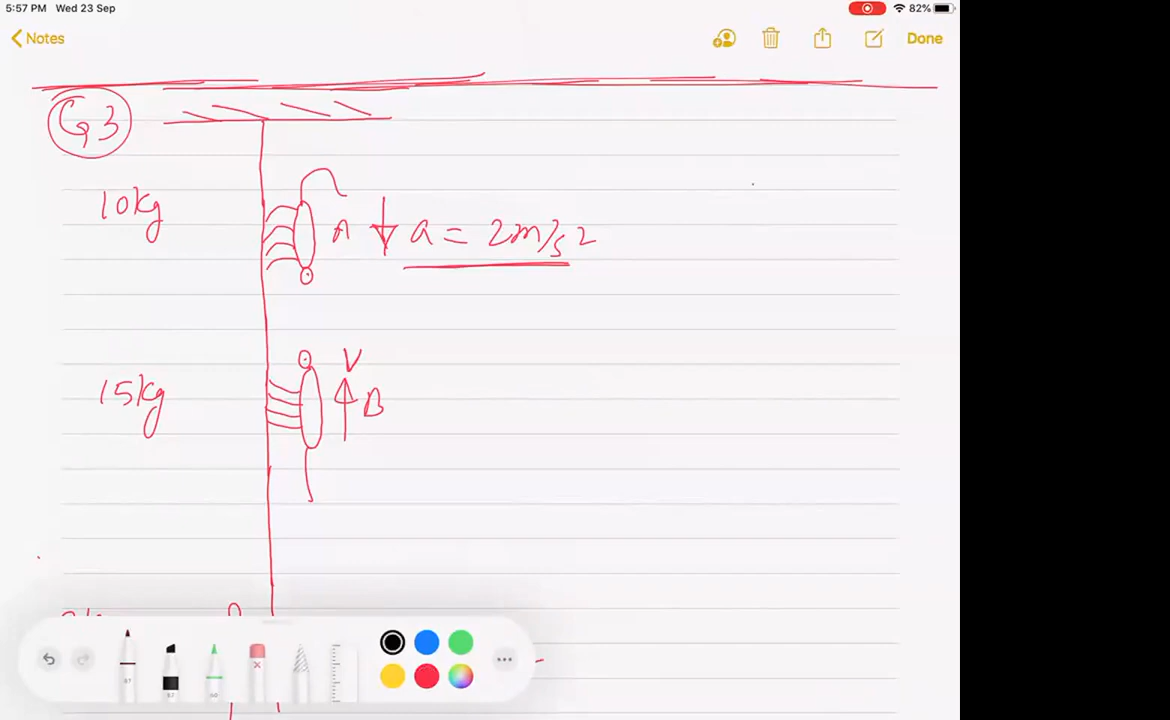 5:57 PM Wed 23 Sep
82%
Notes
Done
Q3
10kg
A a = 2m/s2
15kg
V
B